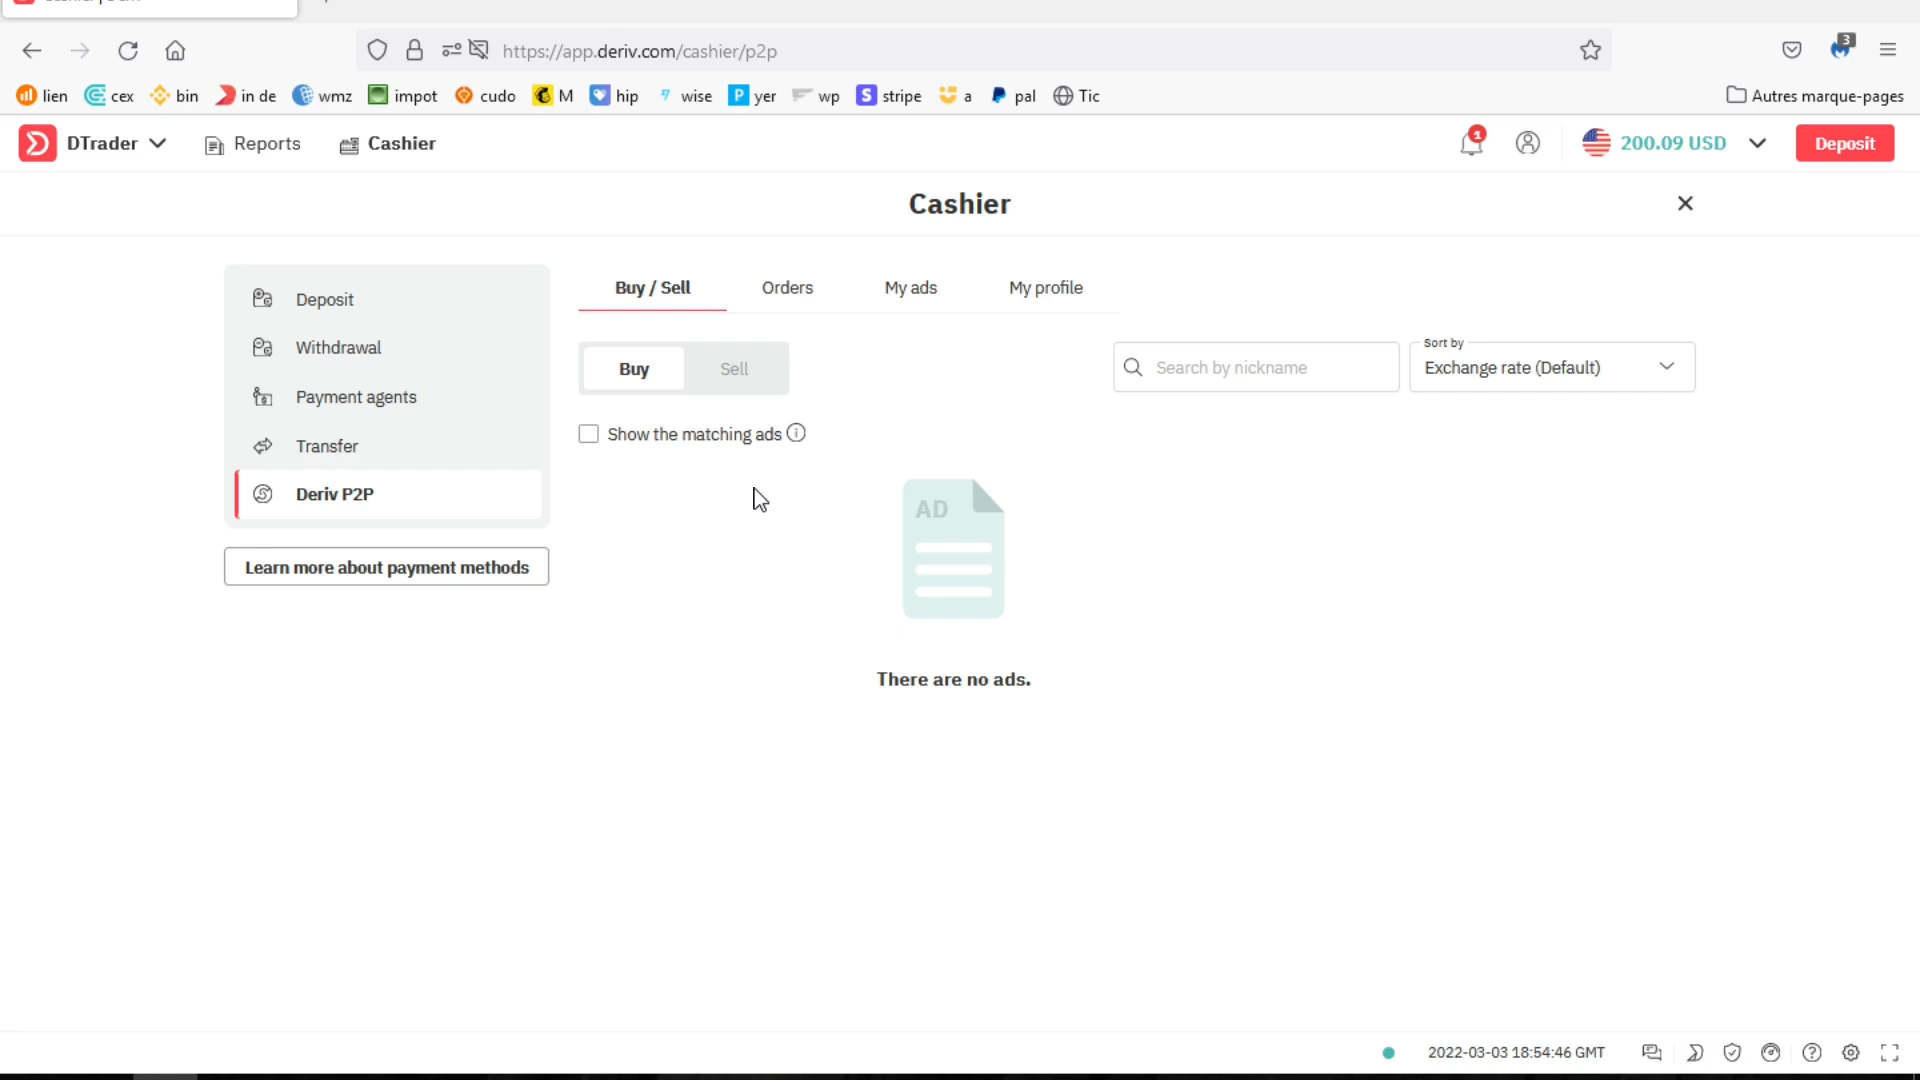 https://app.deriv.com/cashier/p2p
3
lien cex bin in de wmz impot cudo M hip wise yer wp stripe a pal Tic Autres marque-pages
DTrader Reports Cashier 1 200.09 USD Deposit
Cashier
Deposit
Withdrawal
Payment agents
Transfer
Deriv P2P
Learn more about payment methods
Buy / Sell Orders My ads My profile
Buy Sell
Search by nickname
Sort by
Exchange rate (Default)
Show the matching ads
AD
There are no ads.
2022-03-03 18:54:46 GMT